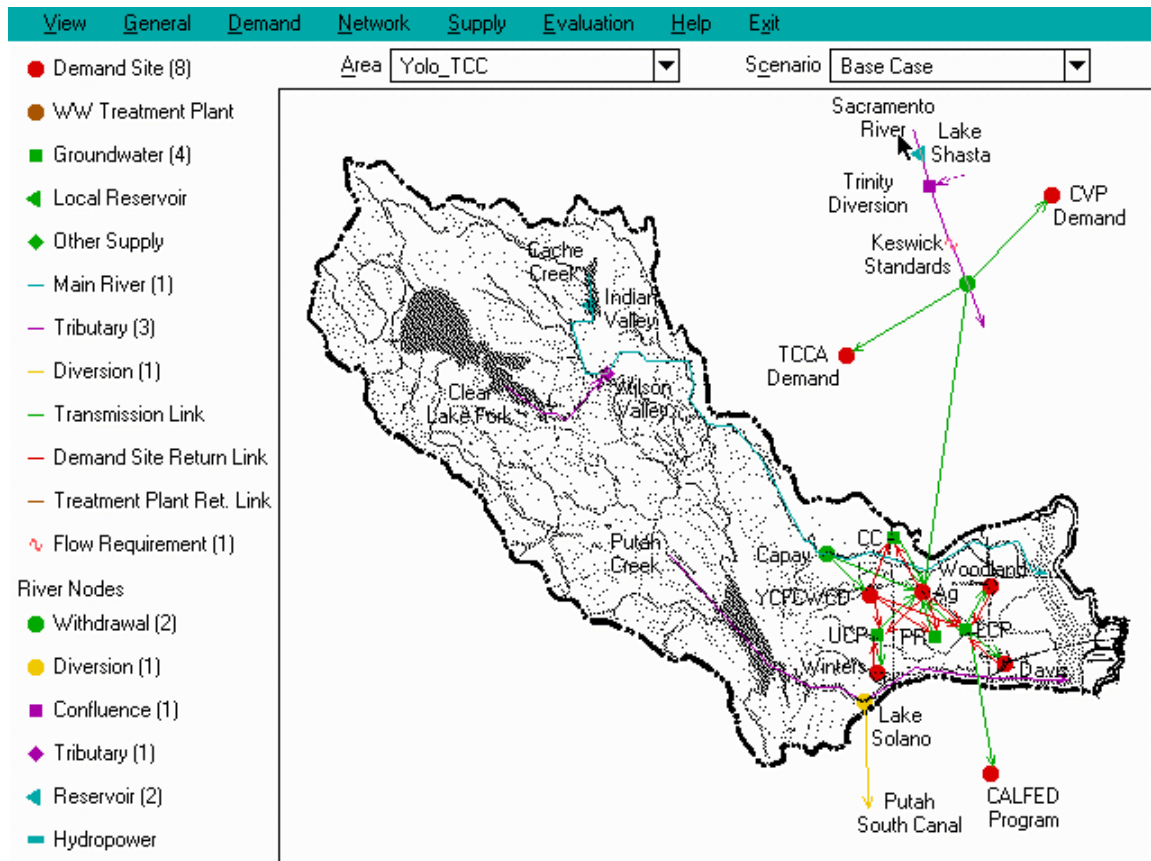 View General Demand Network Supply Evaluation Help Exit
Area Yolo_TCC Scenario Base Case
Demand Site (8)
WW Treatment Plant
Groundwater (4)
Local Reservoir
Other Supply
Main River (1)
Tributary (3)
Diversion (1)
Transmission Link
Demand Site Return Link
Treatment Plant Ret. Link
Flow Requirement (1)
River Nodes
Withdrawal (2)
Diversion (1)
Confluence (1)
Tributary (1)
Reservoir (2)
Hydropower
Sacramento
River
Lake
Shasta
Trinity
Diversion
CVP
Demand
Keswick
Standards
TCCA
Demand
Cache
Creek
Indian
Valley
Clear
Lake Fork
Wilson
Valley
Putah
Creek
Capay
CC
Woodland
YCFCWCD
Ag
UCP
PR
LCP
Winters
Davis
Lake
Solano
Putah
South Canal
CALFED
Program